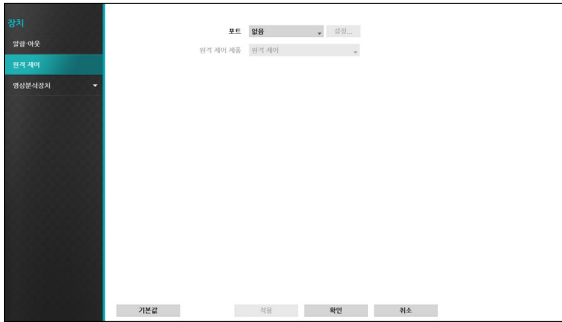 장치
알람-아웃
원격 제어
영상분석장치
포트 없음 설정...
원격 제어 제품 원격 제어
기본값 적용 확인 취소